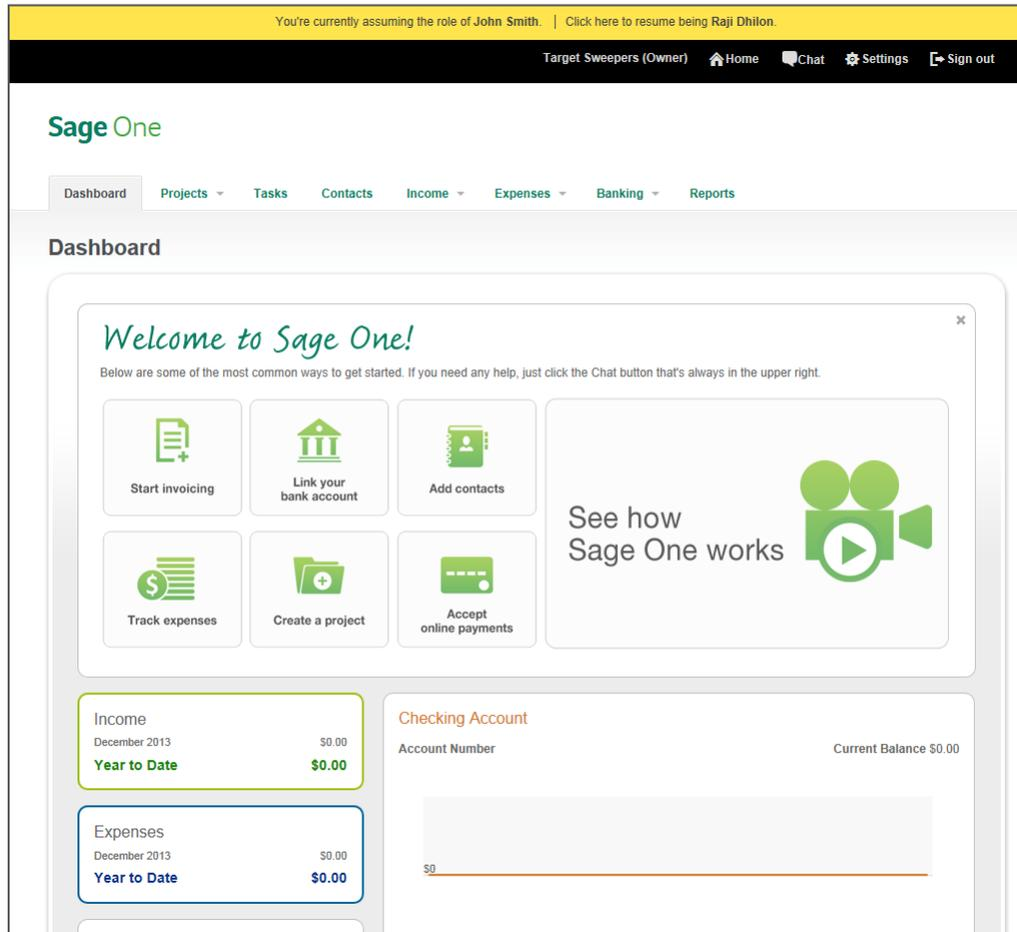 You're currently assuming the role of John Smith. | Click here to resume being Raji Dhilon.
Target Sweepers (Owner) Home Chat Settings Sign out
Sage One
Dashboard Projects Tasks Contacts Income Expenses Banking Reports
Dashboard
Welcome to Sage One!
Below are some of the most common ways to get started. If you need any help, just click the Chat button that's always in the upper right.
Start invoicing
Link your
bank account
Add contacts
See how
Sage One works
Track expenses
Create a project
Accept
online payments
Income
December 2013 $0.00
Year to Date $0.00
Checking Account
Account Number Current Balance $0.00
$0
Expenses
December 2013 $0.00
Year to Date $0.00